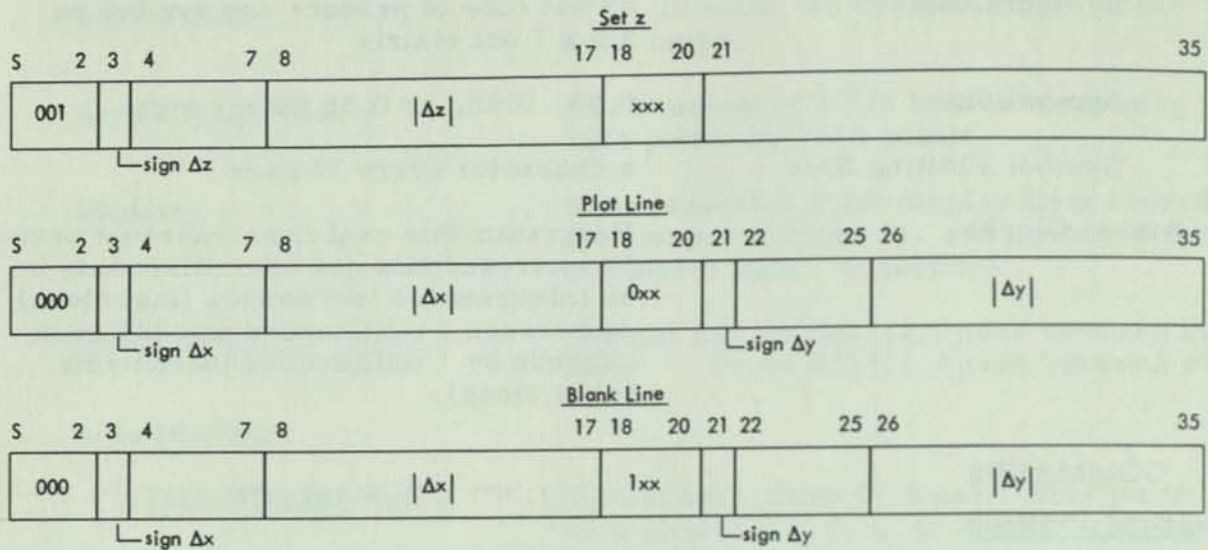 Set z
S 2 3 4 7 8 17 18 20 21 35
001 |Δz| xxx
sign Δz
Plot Line
S 2 3 4 7 8 17 18 20 21 22 25 26 35
000 |Δx| 0xx |Δy|
sign Δx sign Δy
Blank Line
S 2 3 4 7 8 17 18 20 21 22 25 26 35
000 |Δx| 1xx |Δy|
sign Δx sign Δy